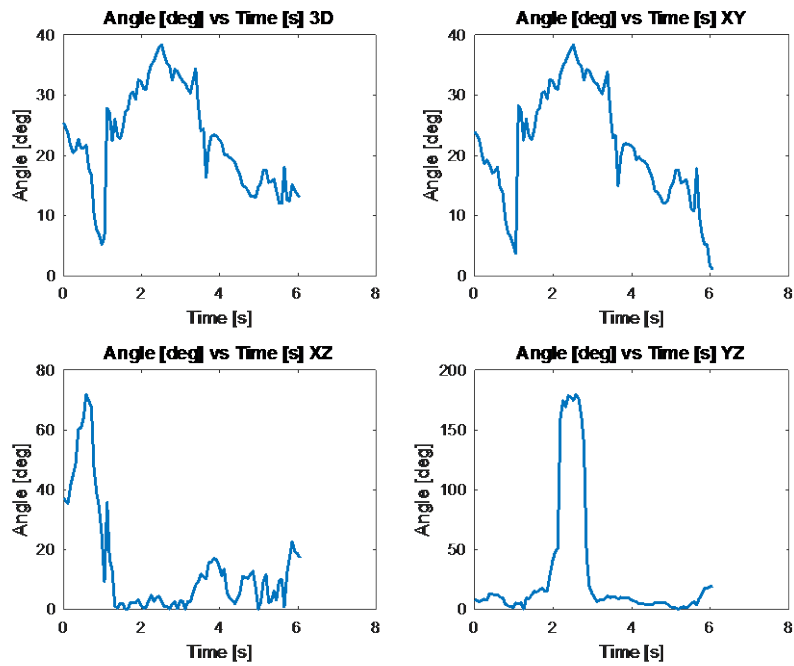 Angle [deg] vs Time [s] 3D
40
30
20
10
0
Angle [deg]
0 2 4 6 8
Time [s]
Angle [deg] vs Time [s] XY
40
30
20
10
0
Angle [deg]
0 2 4 6 8
Time [s]
Angle [deg] vs Time [s] XZ
80
60
40
20
0
Angle [deg]
0 2 4 6 8
Time [s]
Angle [deg] vs Time [s] YZ
200
150
100
50
0
Angle [deg]
0 2 4 6 8
Time [s]